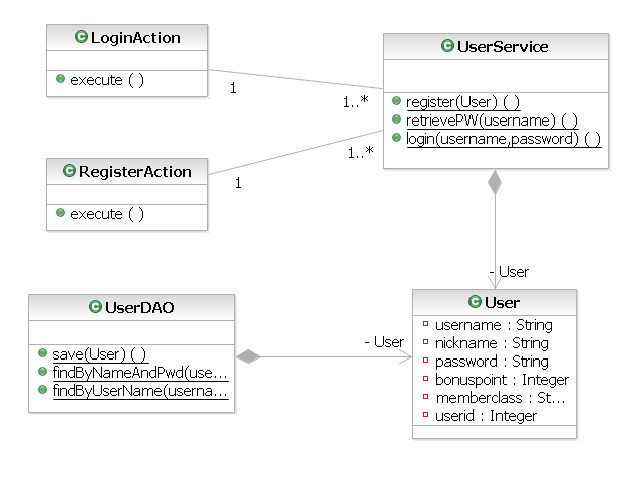 LoginAction
execute ( )
1
1..*
UserService
register(User) ( )
retrievePW(username) ( )
login(username,password) ( )
RegisterAction
execute ( )
1
1..*
- User
UserDAO
save(User) ( )
findByNameAndPwd(use...
findByUserName(userna...
- User
User
username : String
nickname : String
password : String
bonuspoint : Integer
memberclass : St...
userid : Integer